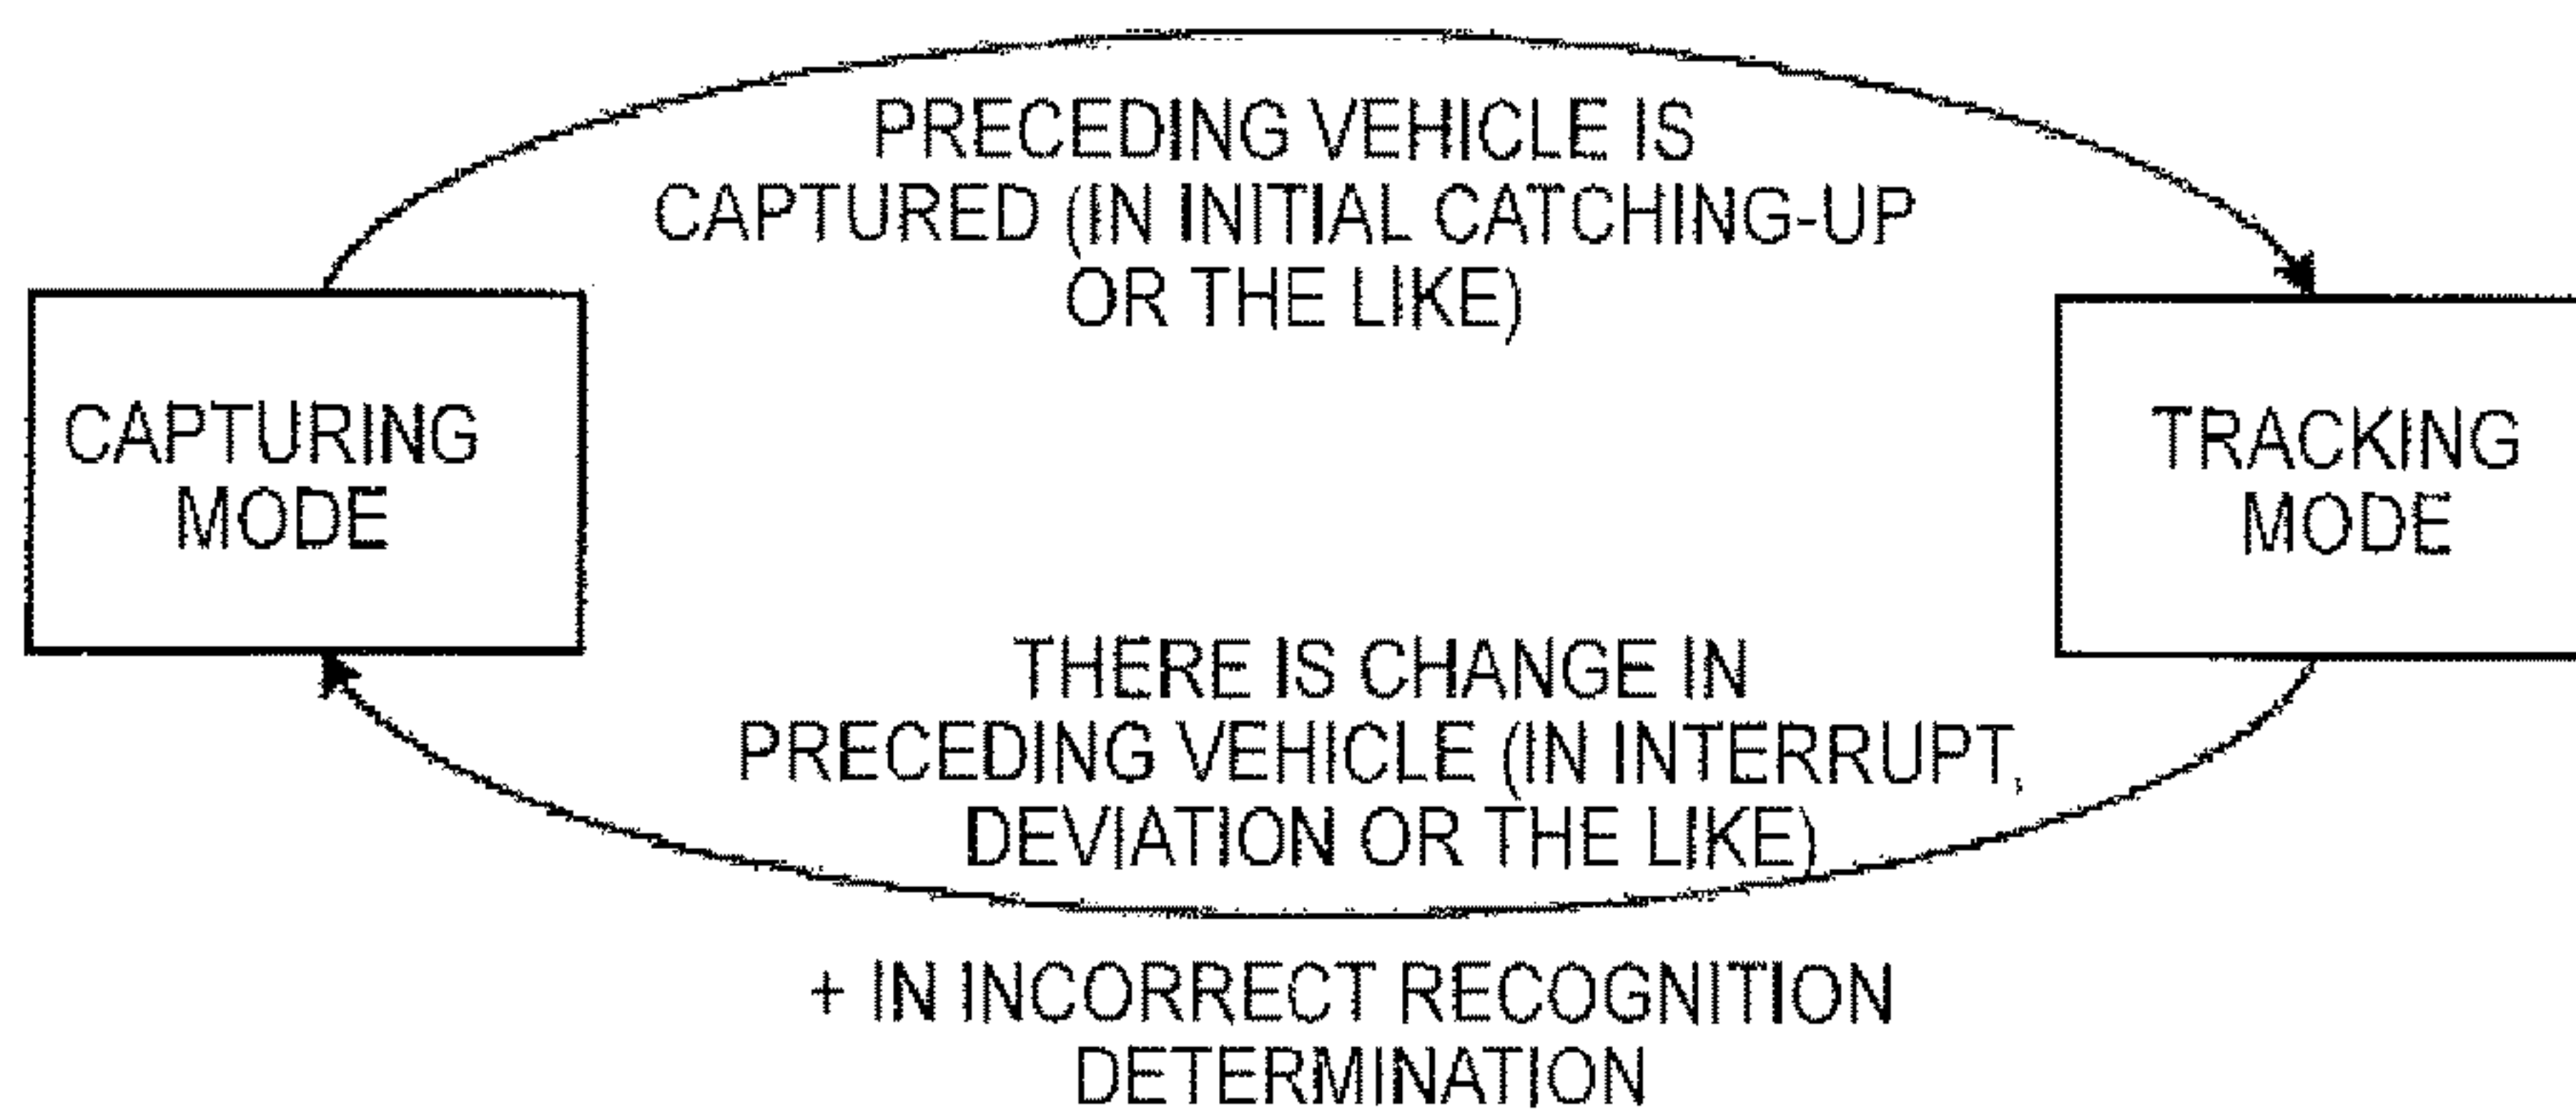 PRECEDING VEHICLE IS
CAPTURED (IN INITIAL CATCHING-UP
OR THE LIKE)
CAPTURING
MODE
TRACKING
MODE
THERE IS CHANGE IN
PRECEDING VEHICLE (IN INTERRUPT,
DEVIATION OR THE LIKE)
+ IN INCORRECT RECOGNITION
DETERMINATION